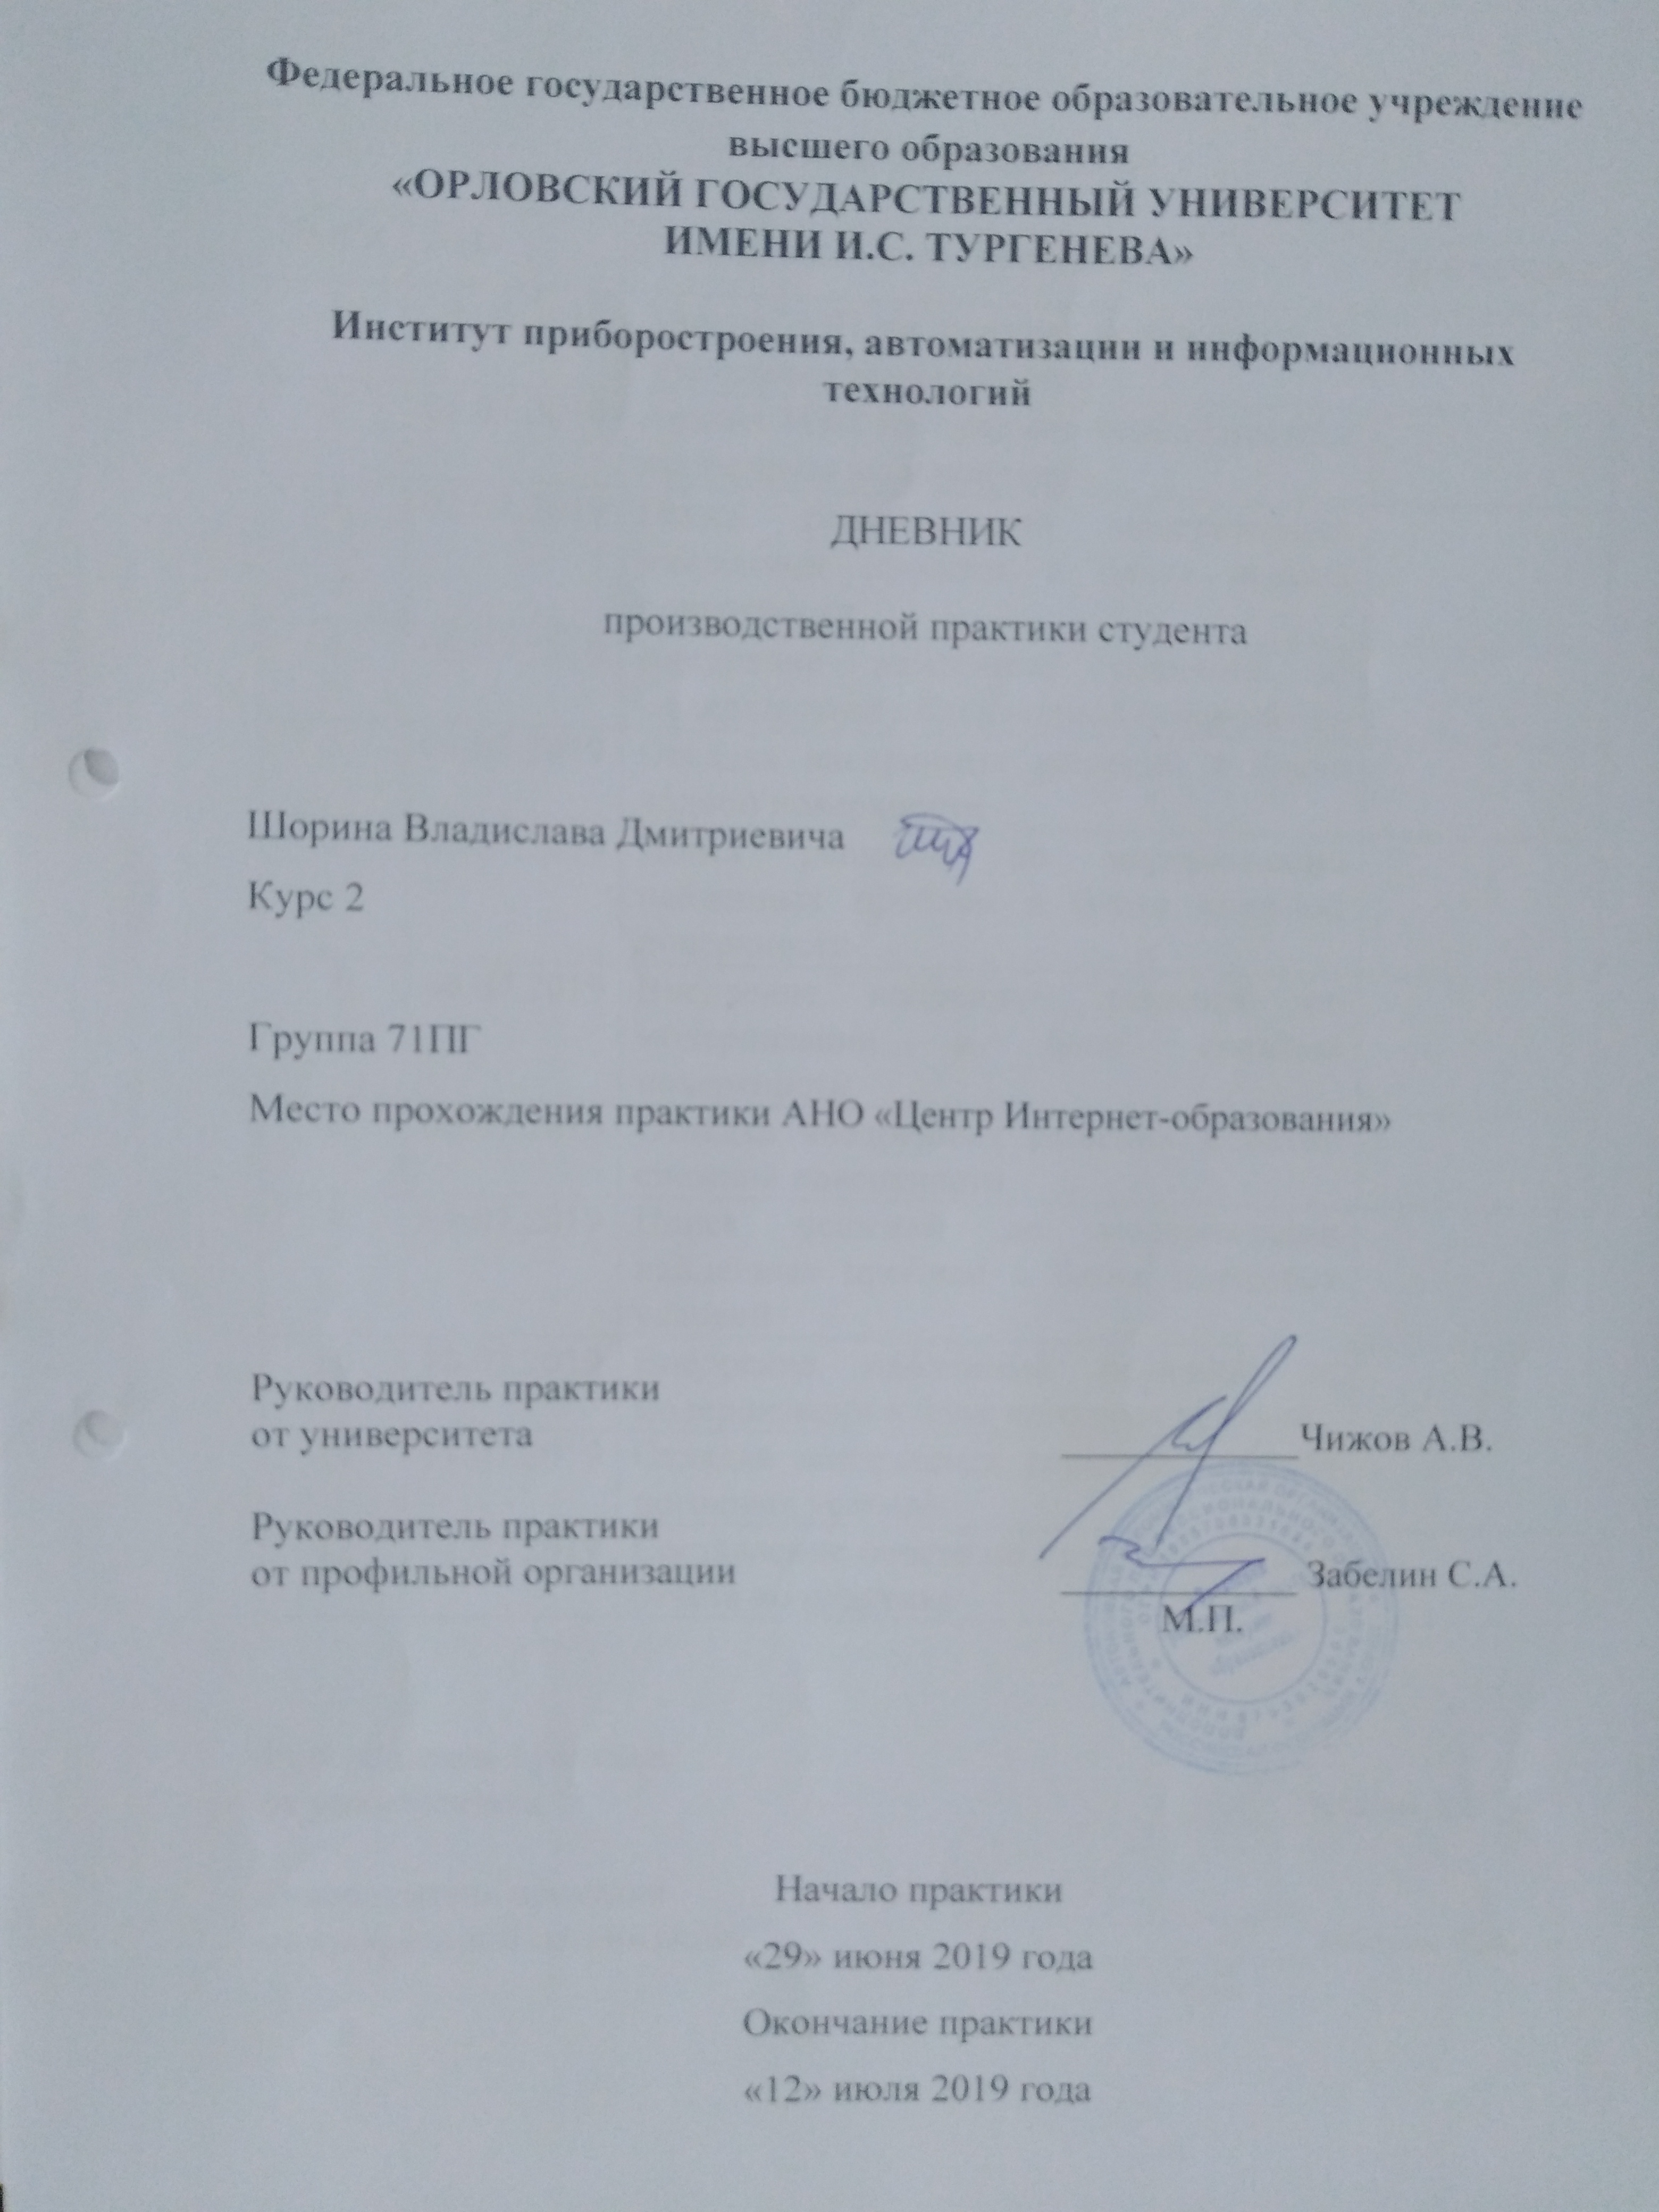 Федеральное государственное бюджетное образовательное учреждение
высшего образования
«ОРЛОВСКИЙ ГОСУДАРСТВЕННЫЙ УНИВЕРСИТЕТ
ИМЕНИ И.С. ТУРГЕНЕВА»
Институт приборостроения, автоматизации и информационных
технологий
ДНЕВНИК
производственной практики студента
Шорина Владислава Дмитриевича
Курс 2
Группа 71ПГ
Место прохождения практики АНО «Центр Интернет-образования»
Руководитель практики
от университета
Чижов А.В.
Руководитель практики
от профильной организации
Забелин С.А.
М.П.
Начало практики
«29» июня 2019 года
Окончание практики
«12» июля 2019 года